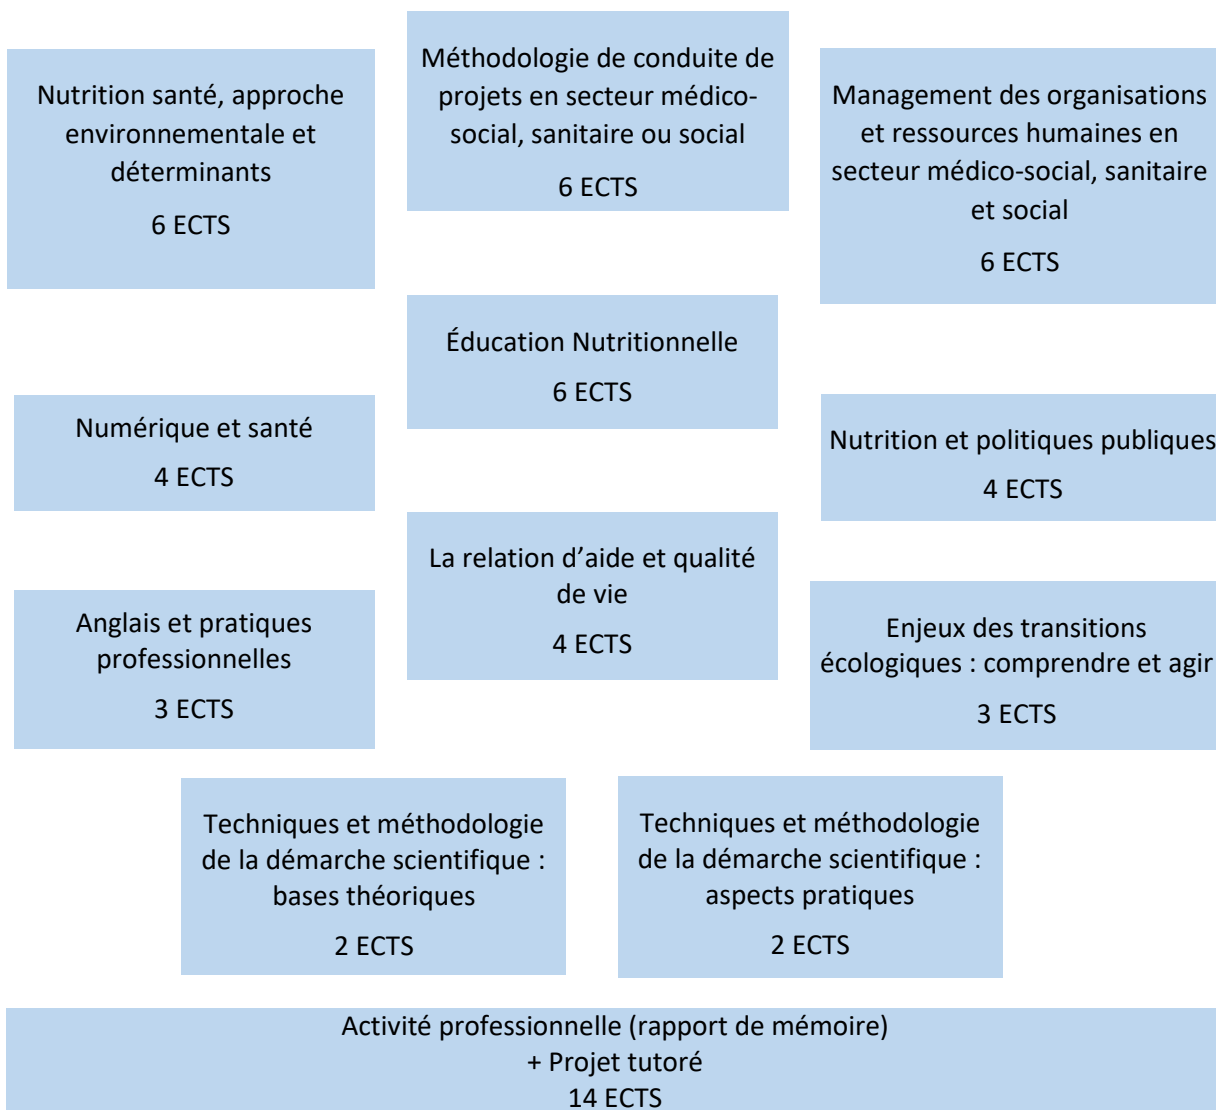 Nutrition santé, approche
environnementale et
déterminants
6 ECTS
Méthodologie de conduite de
projets en secteur médico-
social, sanitaire ou social
6 ECTS
Management des organisations
et ressources humaines en
secteur médico-social, sanitaire
et social
6 ECTS
Éducation Nutritionnelle
6 ECTS
Numérique et santé
4 ECTS
Nutrition et politiques publiques
4 ECTS
La relation d’aide et qualité
de vie
4 ECTS
Anglais et pratiques
professionnelles
3 ECTS
Enjeux des transitions
écologiques : comprendre et agir
3 ECTS
Techniques et méthodologie
de la démarche scientifique :
bases théoriques
2 ECTS
Techniques et méthodologie
de la démarche scientifique :
aspects pratiques
2 ECTS
Activité professionnelle (rapport de mémoire)
+ Projet tutoré
14 ECTS